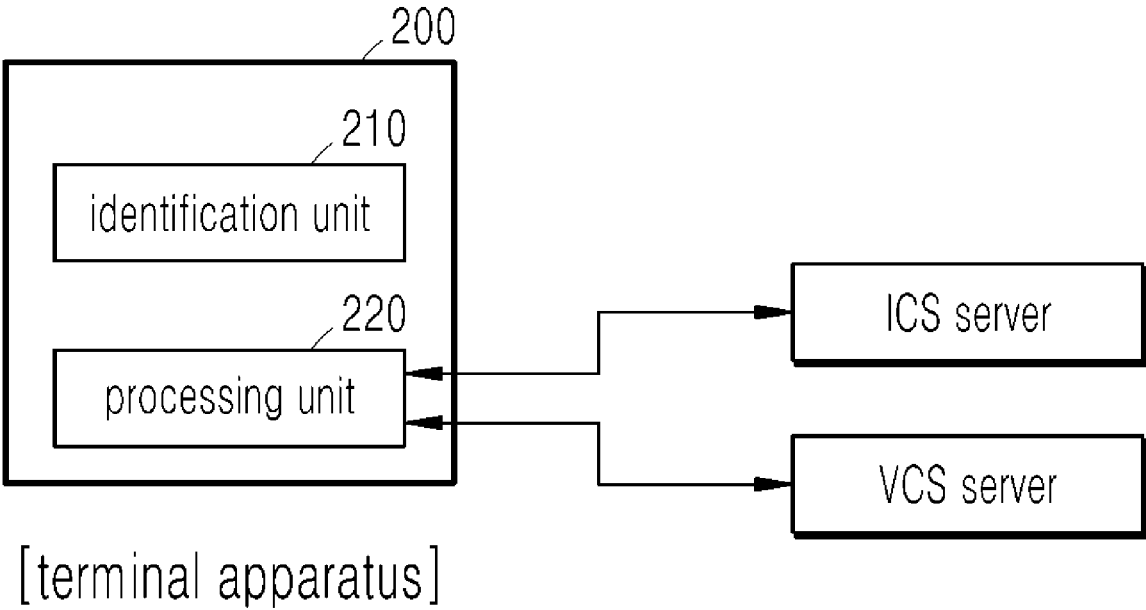 200
210
identification unit
220
processing unit
ICS server
VCS server
[terminal apparatus]